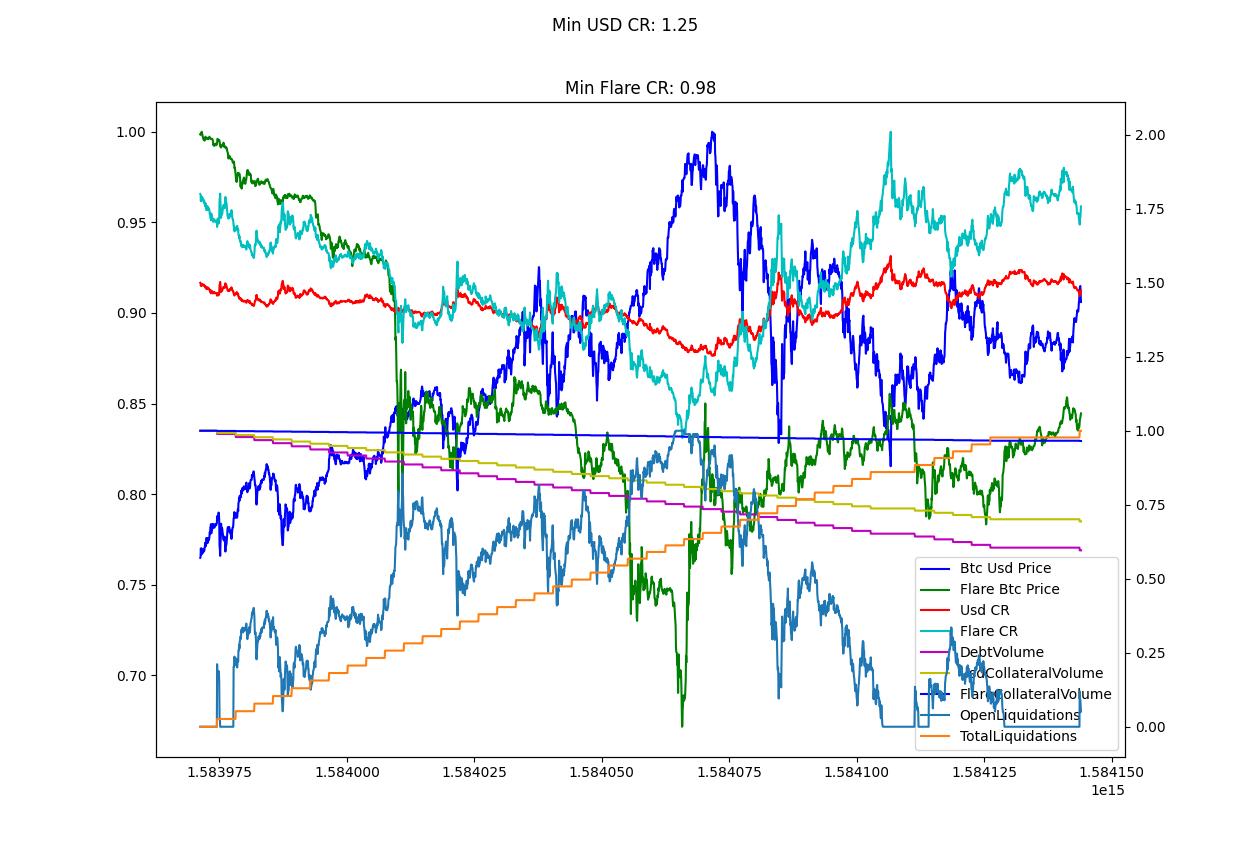 Min USD CR: 1.25
Min Flare CR: 0.98
1.00
0.95
0.90
0.85
0.80
0.75
0.70
2.00
1.75
1.50
1.25
1.00
0.75
0.50
0.25
0.00
Btc Usd Price
Flare Btc Price
Usd CR
Flare CR
DebtVolume
UsdCollateralVolume
FlareCollateralVolume
OpenLiquidations
TotalLiquidations
1.583975 1.584000 1.584025 1.584050 1.584075 1.584100 1.584125 1.584150
1e15